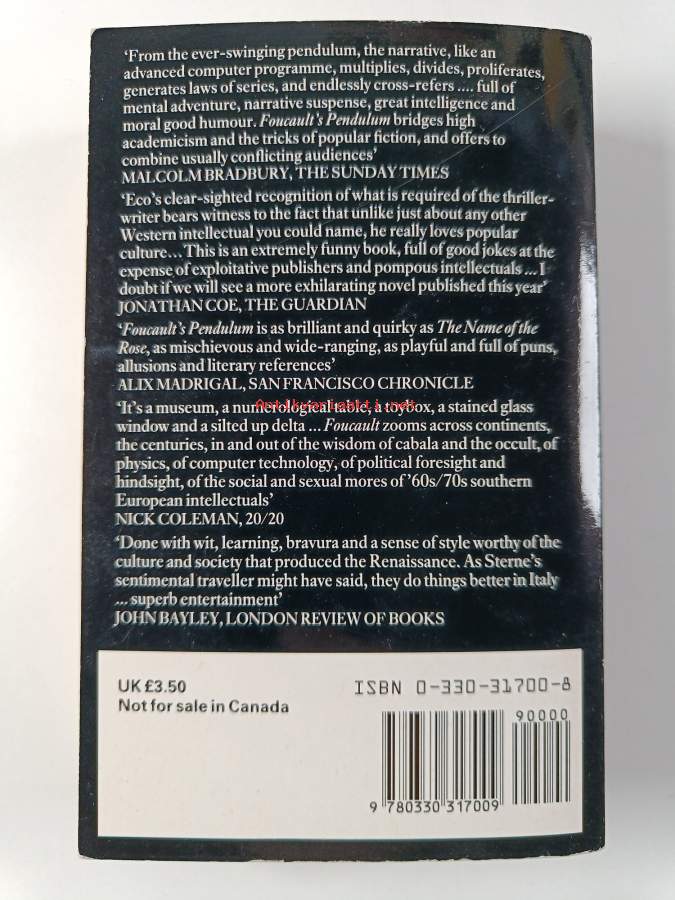 ‘From the ever-swinging pendulum, the narrative, like an
advanced computer programme, multiplies, divides, proliferates,
generates laws of series, and endlessly cross-refers .... full of
mental adventure, narrative suspense, great intelligence and
moral good humour. Foucault's Pendulum bridges high
academicism and the tricks of popular fiction, and offers to
combine usually conflicting audiences’
MALCOLM BRADBURY, THE SUNDAY TIMES
‘Eco's clear-sighted recognition of what is required of the thriller-
writer bears witness to the fact that unlike just about any other
Western intellectual you could name, he really loves popular
culture...This is an extremely funny book, full of good jokes at the
expense of exploitative publishers and pompous intellectuals ... I
doubt if we will see a more exhilarating novel published this year’
JONATHAN COE, THE GUARDIAN
‘Foucault's Pendulum is as brilliant and quirky as The Name of the
Rose, as mischievous and wide-ranging, as playful and full of puns,
allusions and literary references’
ALIX MADRIGAL, SAN FRANCISCO CHRONICLE
Antikvariaatti.net
‘It's a museum, a numerological table, a toybox, a stained glass
window and a silted up delta ... Foucault zooms across continents,
the centuries, in and out of the wisdom of cabala and the occult, of
physics, of computer technology, of political foresight and
hindsight, of the social and sexual mores of '60s/70s southern
European intellectuals’
NICK COLEMAN, 20/20
‘Done with wit, learning, bravura and a sense of style worthy of the
culture and society that produced the Renaissance. As Sterne's
sentimental traveller might have said, they do things better in Italy
... superb entertainment’
JOHN BAYLEY, LONDON REVIEW OF BOOKS
UK £3.50
Not for sale in Canada
ISBN 0-330-31700-8
90000
9 780330 317009